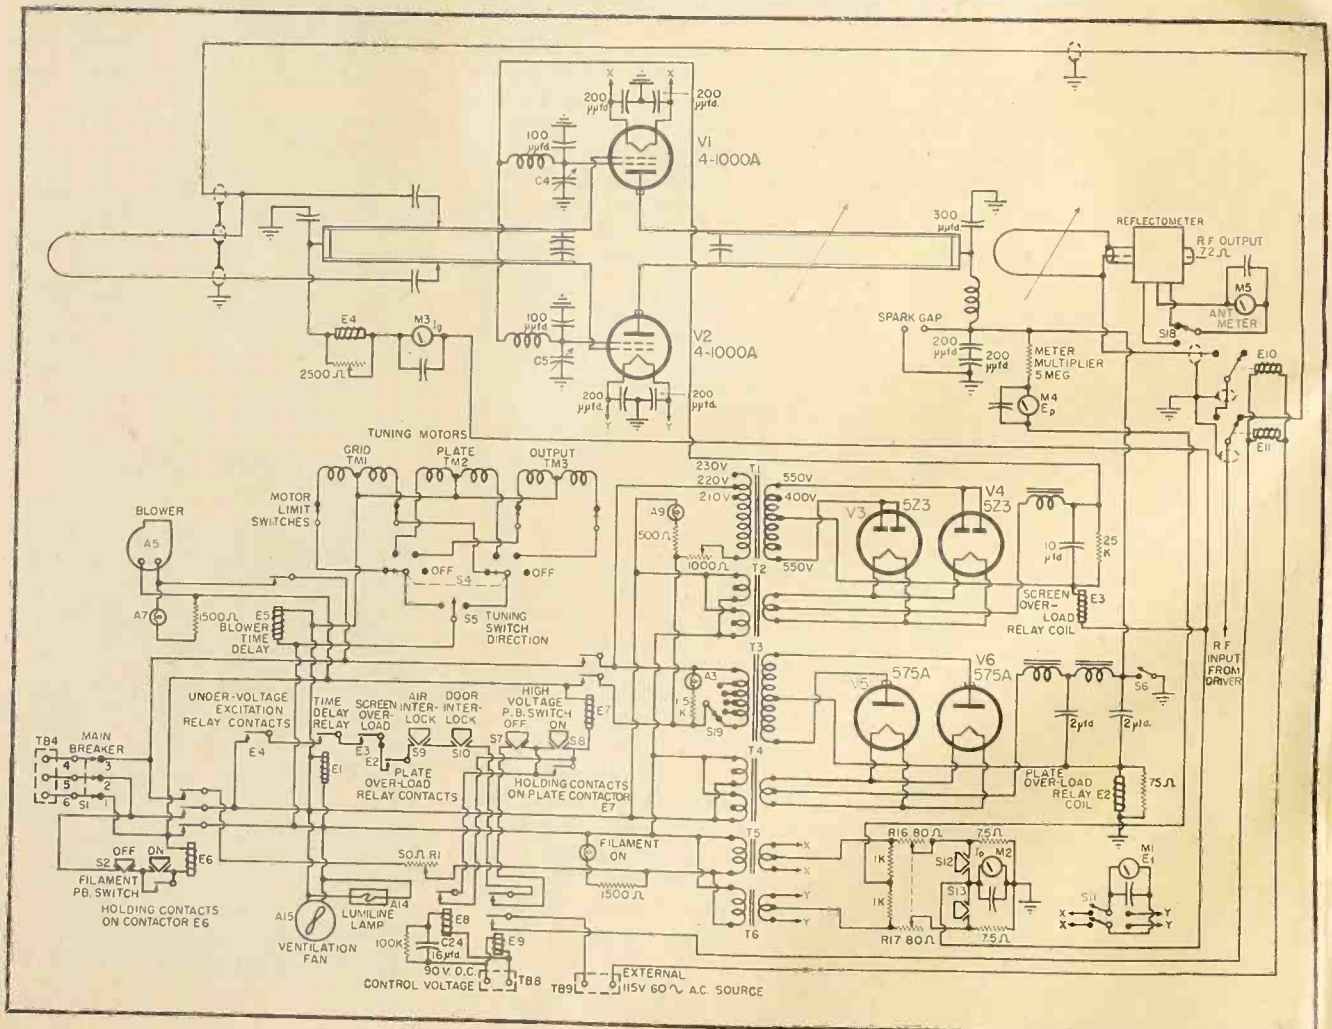 X
X
200
µµfd.
200
µµfd.
100
µµfd.
C4
V1
4-1000A
300
µµfd.
REFLECTOMETER
R F OUTPUT
72Ω
M5
ANT
METER
S18
E4
M3
Ig
2500Ω
100
µµfd.
C5
V2
4-1000A
200
µµfd.
200
µµfd.
Y
Y
SPARK GAP
200
µµfd
200
µµfd
METER
MULTIPLIER
5 MEG
M4
Ep
E10
E11
TUNING MOTORS
GRID
TM1
PLATE
TM2
OUTPUT
TM3
MOTOR
LIMIT
SWITCHES
OFF
S4
OFF
S5
TUNING
SWITCH
DIRECTION
BLOWER
A5
A7
1500Ω
E5
BLOWER
TIME
DELAY
230V
220V
210V
T1
550V
400V
550V
A9
500Ω
1000Ω
T2
V3
5Z3
V4
5Z3
10
µfd
25
K
SCREEN
OVER-
LOAD
RELAY COIL
E3
R F
INPUT
FROM
DRIVER
T3
A3
1.5
K
S19
V5
575A
V6
575A
S6
2µfd
2µfd.
T4
PLATE
OVER-LOAD
RELAY E2
COIL
75Ω
UNDER-VOLTAGE
EXCITATION
RELAY CONTACTS
E4
TIME
DELAY
RELAY
E1
SCREEN
OVER-
LOAD
E3
E2
AIR
INTER-
LOCK
S9
DOOR
INTER-
LOCK
S10
PLATE
OVER-LOAD
RELAY CONTACTS
HIGH
VOLTAGE
P.B. SWITCH
OFF
ON
S7
S8
E7
HOLDING CONTACTS
ON PLATE CONTACTOR
E7
TB4
MAIN
BREAKER
4
3
5
2
6
S1
OFF
ON
S2
E6
FILAMENT
P.B. SWITCH
HOLDING CONTACTS
ON CONTACTOR E6
50Ω R1
A14
LUMILINE
LAMP
A15
VENTILATION
FAN
FILAMENT
ON
1500Ω
T5
X
X
T6
Y
Y
E8
100K
C24
16µfd
E9
90 V. D.C.
CONTROL VOLTAGE
TB8
TB9
EXTERNAL
115V 60∿ A.C. SOURCE
R16 80Ω
75Ω
1K
S12
Ip
M2
1K
S13
R17 80Ω
75Ω
M1
Ef
S11
X
X
Y
Y